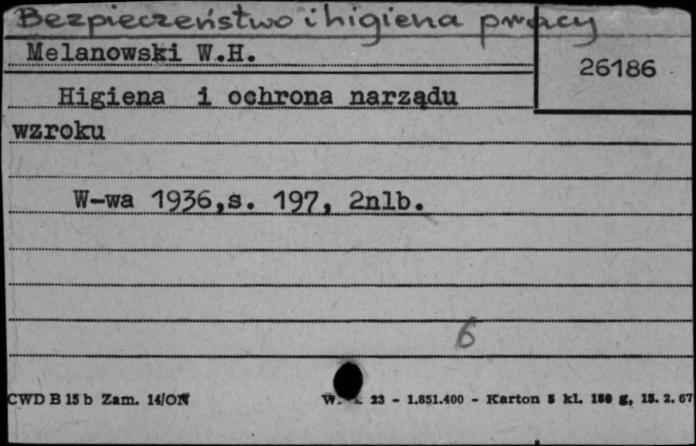 Bezpieczeństwo i higiena pracy
Melanowski W.H.
26186
Higiena i ochrona narządu
wzroku
W-wa 1936,s. 197, 2nlb.
6
CWD B 15 b Zam. 14/ON
23 - 1.851.400 - Karton 5 kl. 180 g, 15. 2. 67